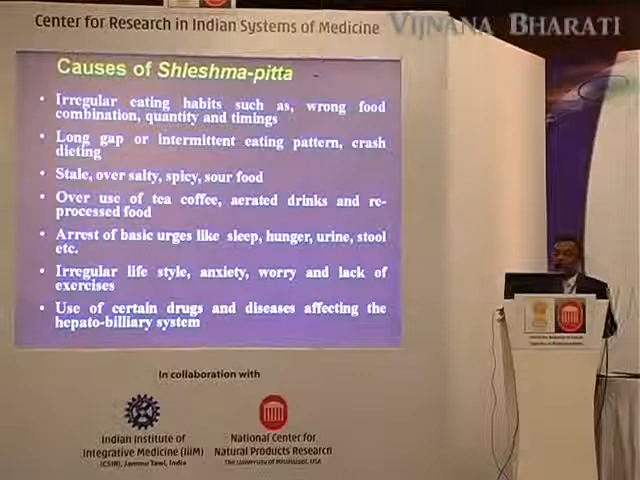 Center for Research in Indian Systems of Medicine
VIJNANA BHARATI
Causes of Shleshma-pitta
• Irregular eating habits such as, wrong food
combination, quantity and timings
• Long gap or intermittent eating pattern, crash
dieting
• Stale, over salty, spicy, sour food
• Over use of tea coffee, aerated drinks and re-
processed food
• Arrest of basic urges like sleep, hunger, urine, stool
etc.
• Irregular life style, anxiety, worry and lack of
exercises
• Use of certain drugs and diseases affecting the
hepato-billiary system
In collaboration with
Indian Institute of
Integrative Medicine (IIIM)
(CSIR), Jammu Tawi, India
National Center for
Natural Products Research
The University of Mississippi, USA